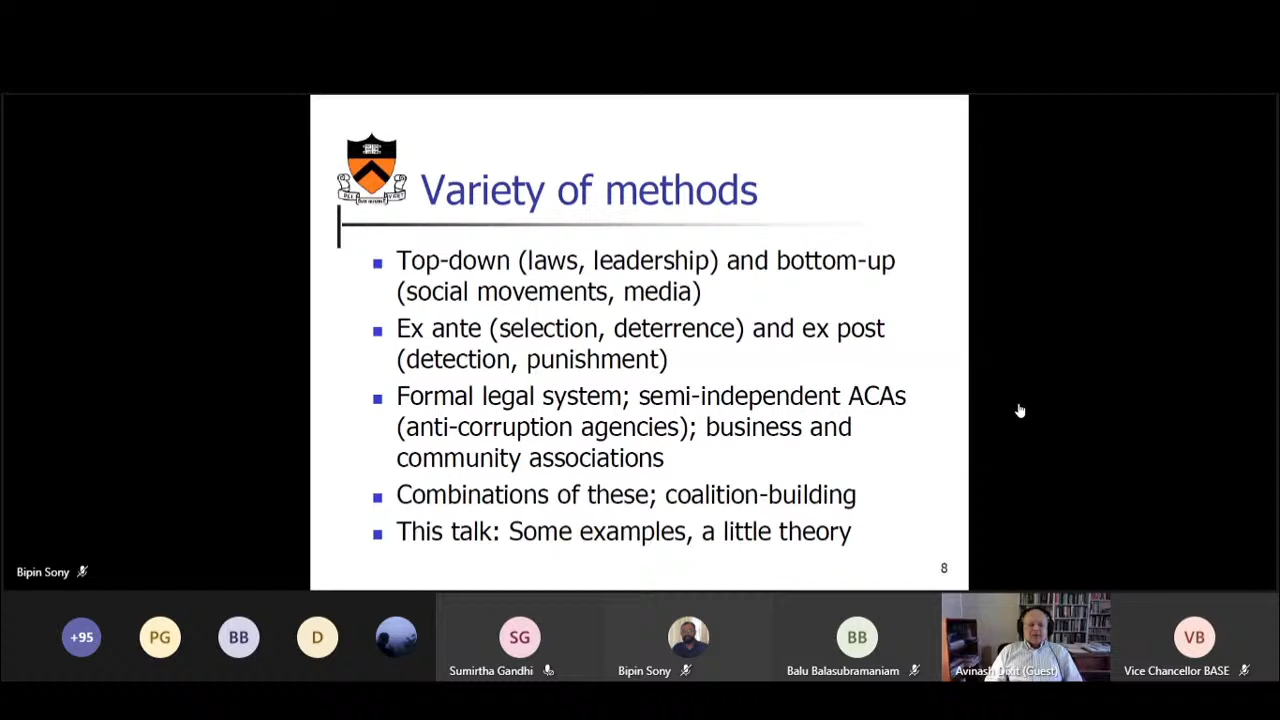 Variety of methods
Top-down (laws, leadership) and bottom-up
(social movements, media)
Ex ante (selection, deterrence) and ex post
(detection, punishment)
Formal legal system; semi-independent ACAs
(anti-corruption agencies); business and
community associations
Combinations of these; coalition-building
This talk: Some examples, a little theory
8
Bipin Sony
+95
PG
BB
D
SG
BB
VB
Sumirtha Gandhi
Bipin Sony
Balu Balasubramaniam
Avinash Dixit (Guest)
Vice Chancellor BASE